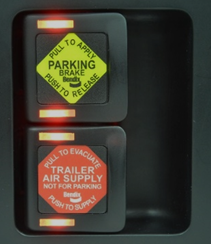 PULL TO APPLY
PARKING
BRAKE
Bendix
PUSH TO RELEASE
PULL TO EVACUATE
TRAILER
AIR SUPPLY
NOT FOR PARKING
Bendix
PUSH TO SUPPLY